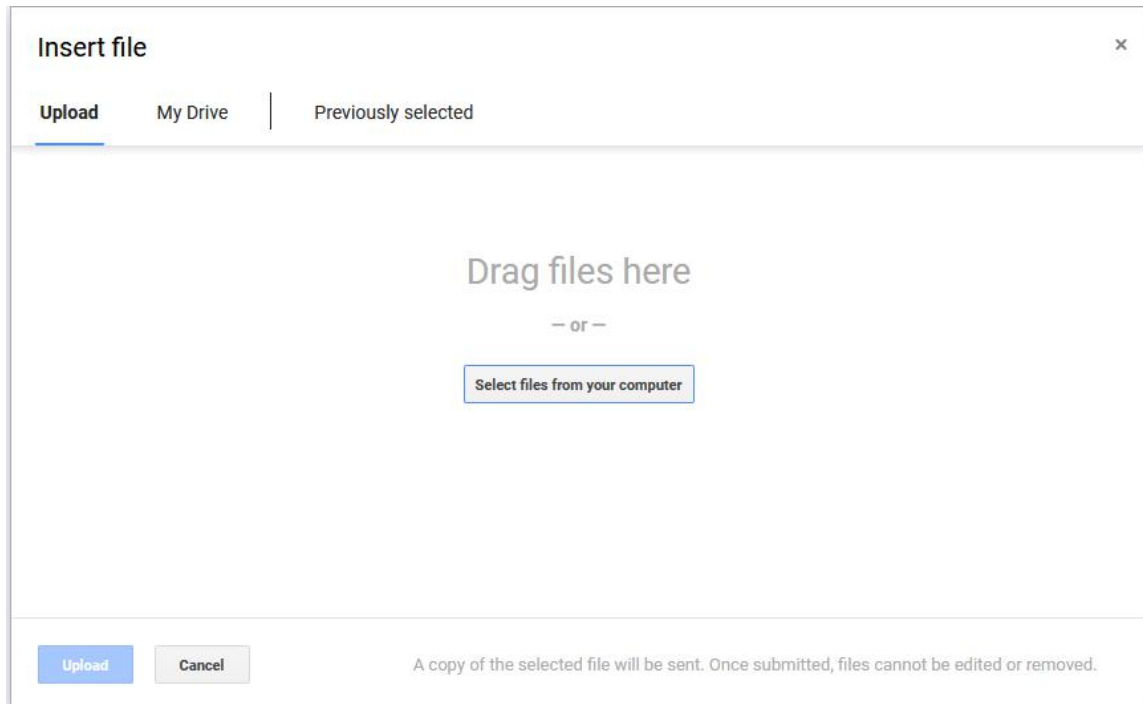 Insert file
×
Upload My Drive Previously selected
Drag files here
— or —
Select files from your computer
Upload Cancel A copy of the selected file will be sent. Once submitted, files cannot be edited or removed.